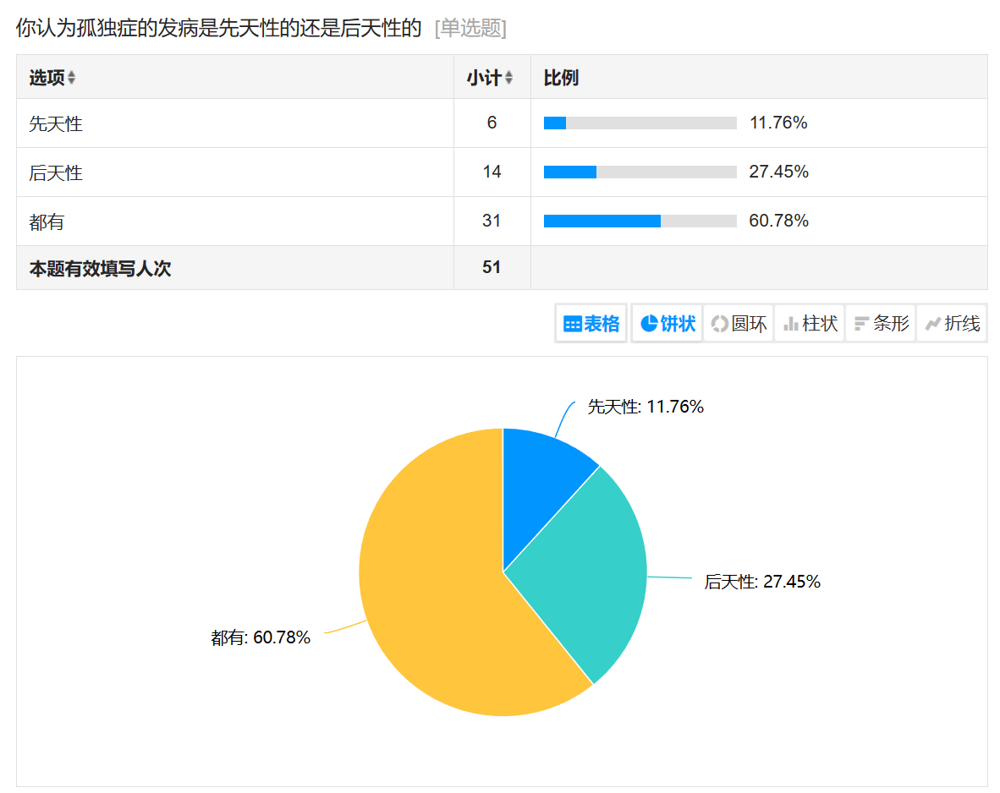 你认为孤独症的发病是先天性的还是后天性的 [单选题]
选项 小计 比例
先天性 6 11.76%
后天性 14 27.45%
都有 31 60.78%
本题有效填写人次 51
表格 饼状 圆环 柱状 条形 折线
先天性: 11.76%
后天性: 27.45%
都有: 60.78%